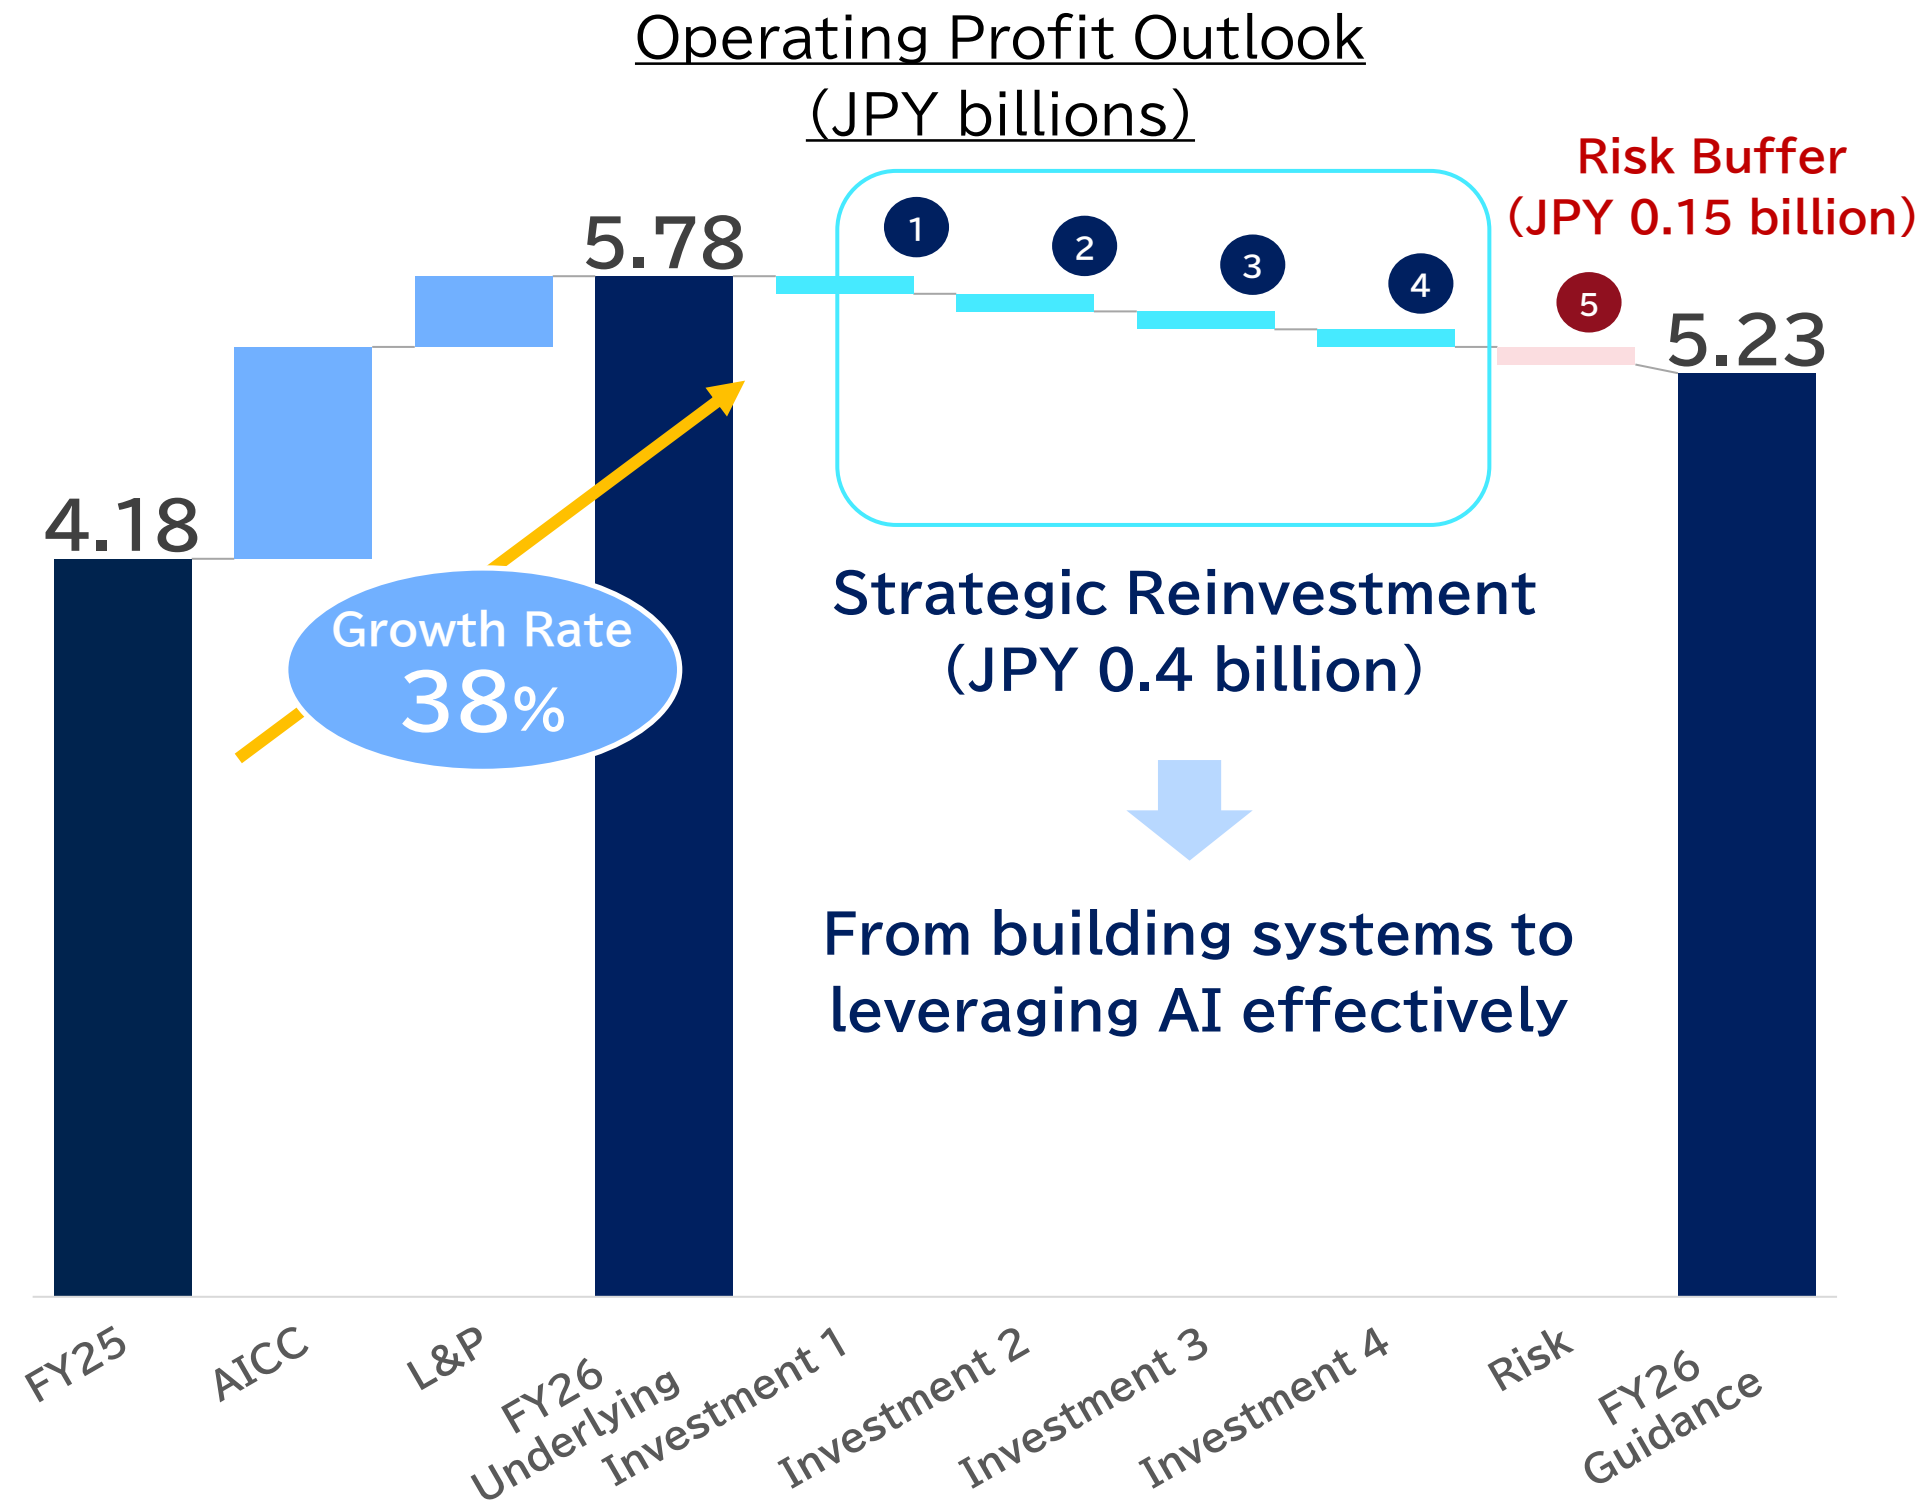 Operating Profit Outlook
(JPY billions)
Risk Buffer
(JPY 0.15 billion)
1
2
3
4
5
5.78
5.23
4.18
Growth Rate
38%
Strategic Reinvestment
(JPY 0.4 billion)
From building systems to
leveraging AI effectively
FY25
AICC
L&P
FY26
Underlying
Investment 1
Investment 2
Investment 3
Investment 4
Risk
FY26
Guidance